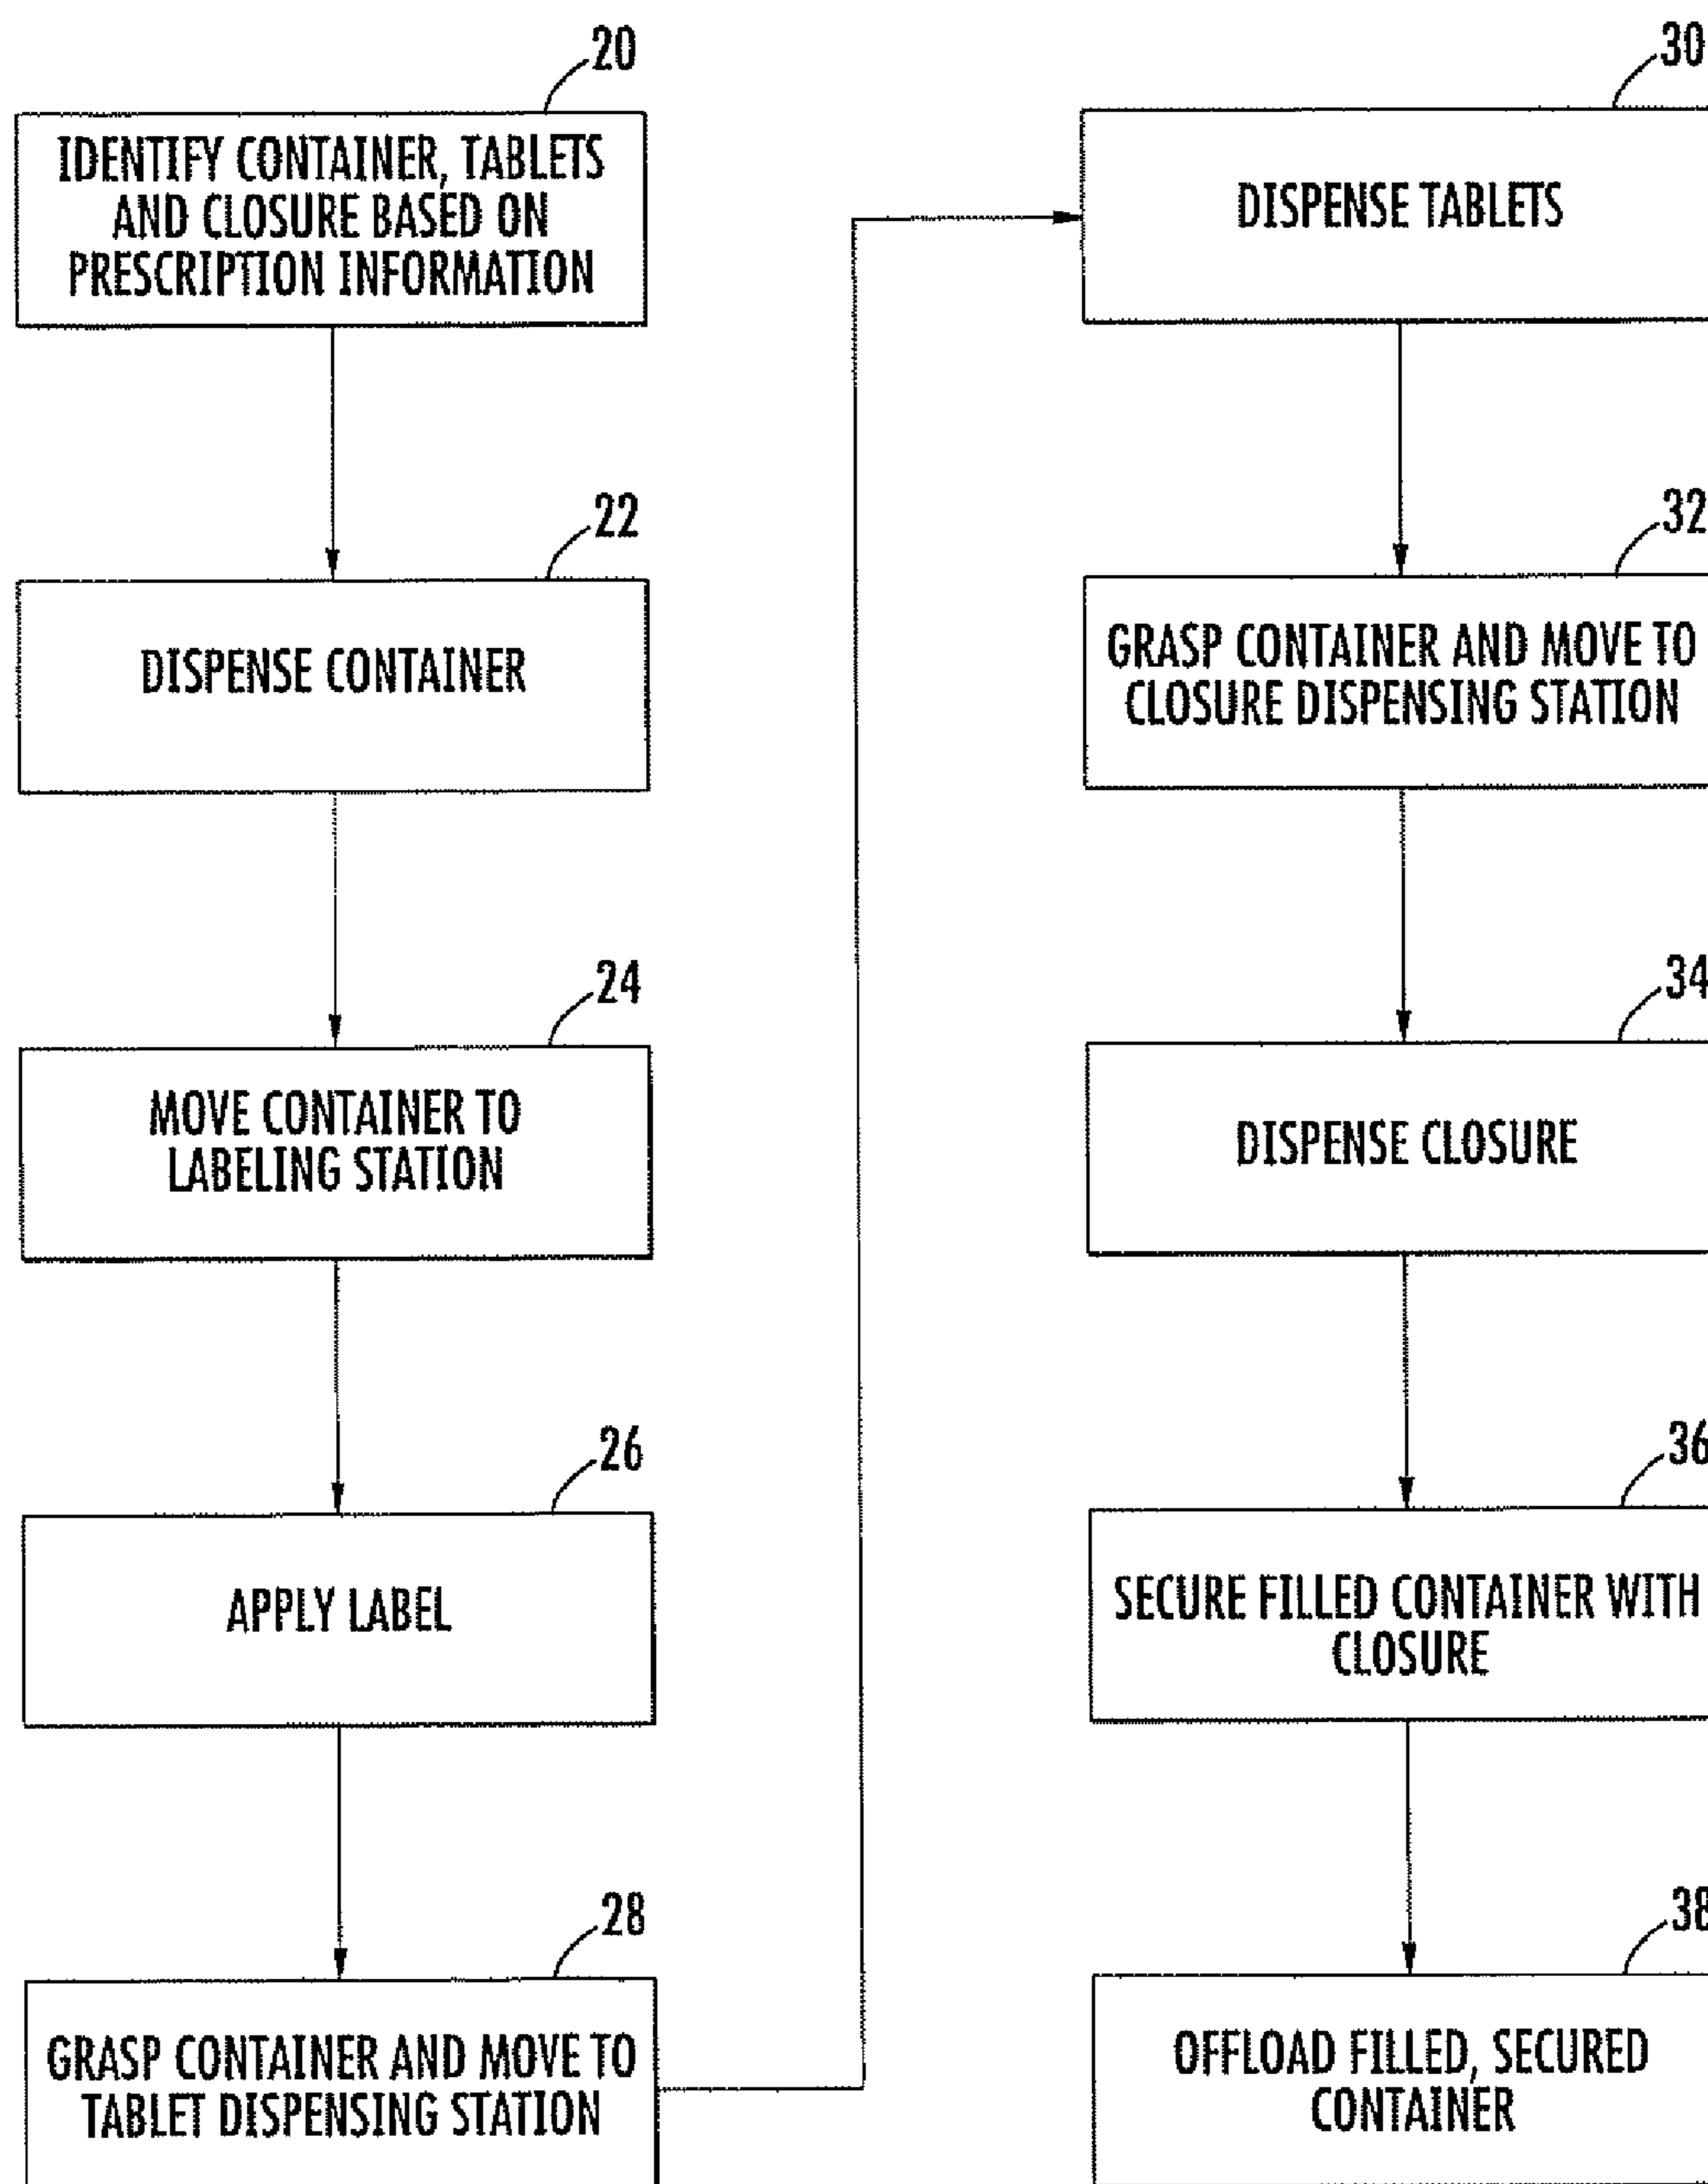 20
IDENTIFY CONTAINER, TABLETS
AND CLOSURE BASED ON
PRESCRIPTION INFORMATION
22
DISPENSE CONTAINER
24
MOVE CONTAINER TO
LABELING STATION
26
APPLY LABEL
28
GRASP CONTAINER AND MOVE TO
TABLET DISPENSING STATION
30
DISPENSE TABLETS
32
GRASP CONTAINER AND MOVE TO
CLOSURE DISPENSING STATION
34
DISPENSE CLOSURE
36
SECURE FILLED CONTAINER WITH
CLOSURE
38
OFFLOAD FILLED, SECURED
CONTAINER